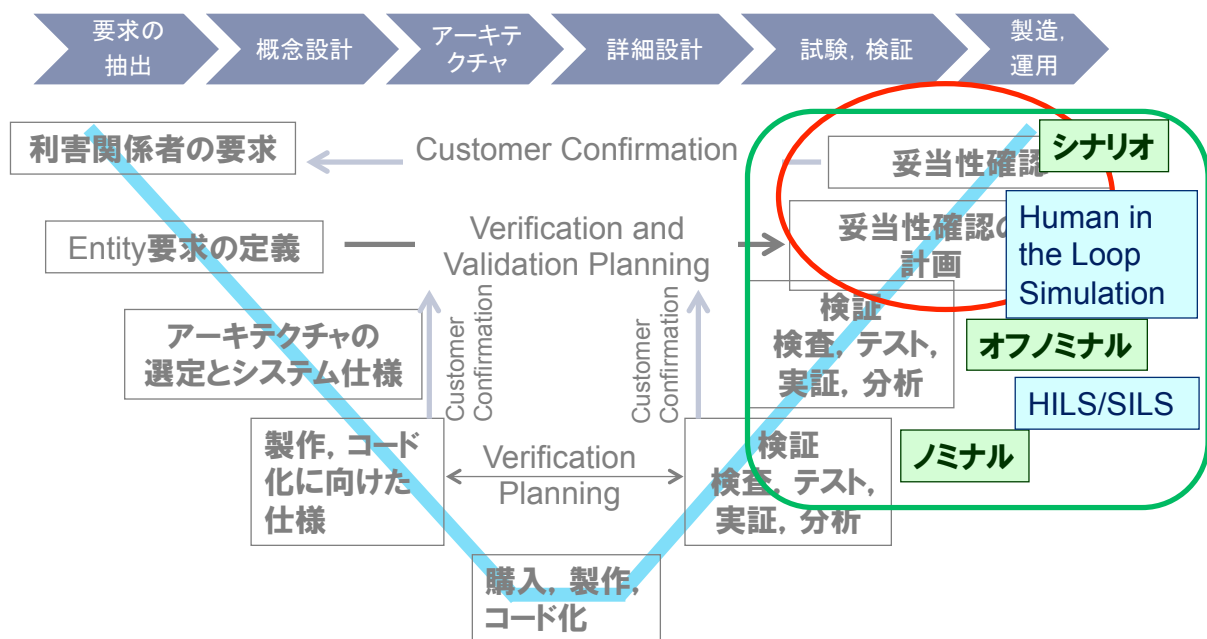 要求の
抽出
概念設計
アーキテ
クチャ
詳細設計
試験, 検証
製造,
運用
利害関係者の要求
Customer Confirmation
妥当性確認
シナリオ
Entity要求の定義
Verification and
Validation Planning
妥当性確認の
計画
Human in
the Loop
Simulation
アーキテクチャの
選定とシステム仕様
Customer
Confirmation
Customer
Confirmation
検証
検査, テスト,
実証, 分析
オフノミナル
HILS/SILS
製作, コード
化に向けた
仕様
Verification
Planning
検証
検査, テスト,
実証, 分析
ノミナル
購入, 製作,
コード化